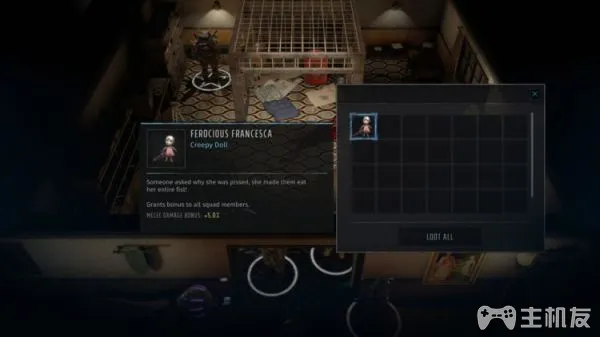 FEROCIOUS FRANCESCA
Creepy Doll
Someone asked why she was pissed, she made them eat
her entire fist!
Grants bonus to all squad members.
MELEE DAMAGE BONUS: +5.0%
LOOT ALL
主机友